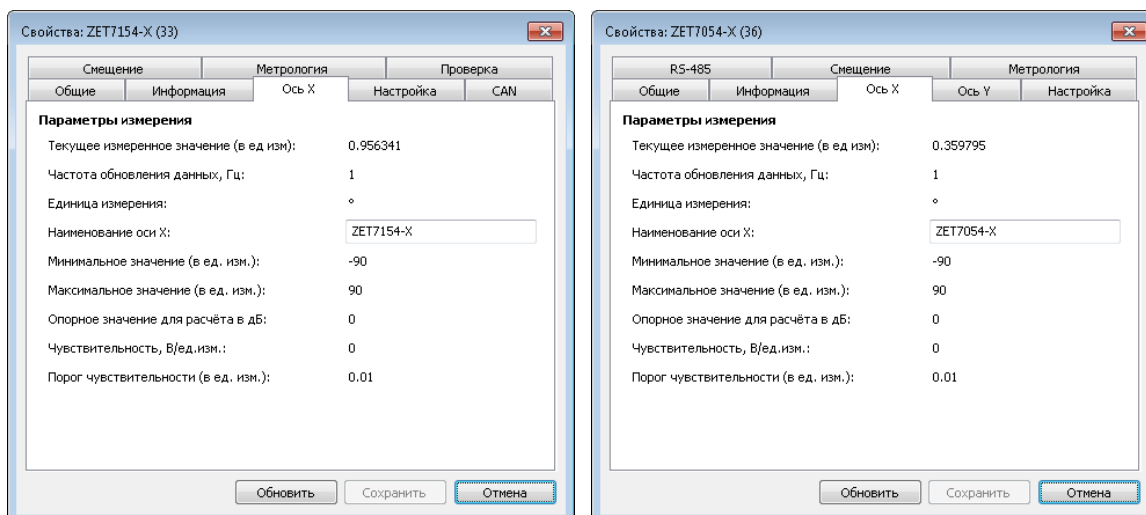 Свойства: ZET7154-X (33)
Смещение Метрология Проверка
Общие Информация Ось X Настройка CAN
Параметры измерения
Текущее измеренное значение (в ед изм): 0.956341
Частота обновления данных, Гц: 1
Единица измерения: °
Наименование оси X: ZET7154-X
Минимальное значение (в ед. изм.): -90
Максимальное значение (в ед. изм.): 90
Опорное значение для расчёта в дБ: 0
Чувствительность, В/ед.изм.: 0
Порог чувствительности (в ед. изм.): 0.01
Обновить Сохранить Отмена
Свойства: ZET7054-X (36)
RS-485 Смещение Метрология
Общие Информация Ось X Ось Y Настройка
Параметры измерения
Текущее измеренное значение (в ед изм): 0.359795
Частота обновления данных, Гц: 1
Единица измерения: °
Наименование оси X: ZET7054-X
Минимальное значение (в ед. изм.): -90
Максимальное значение (в ед. изм.): 90
Опорное значение для расчёта в дБ: 0
Чувствительность, В/ед.изм.: 0
Порог чувствительности (в ед. изм.): 0.01
Обновить Сохранить Отмена